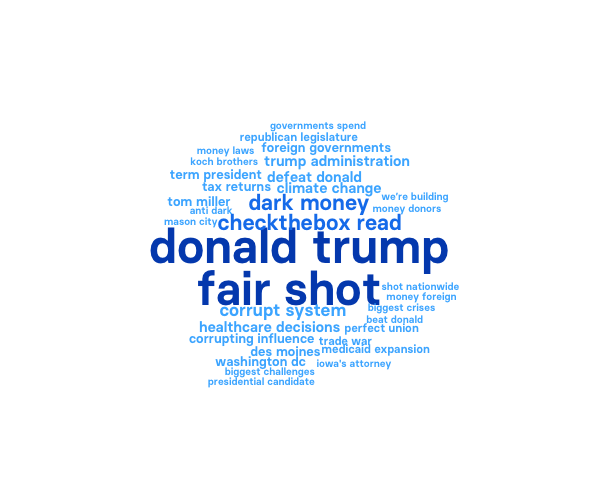 governments spend
republican legislature
money laws
foreign governments
koch brothers
trump administration
term president
defeat donald
tax returns
climate change
we're building
tom miller
dark money
money donors
anti dark
mason city
checkthebox read
donald trump
fair shot
shot nationwide
money foreign
corrupt system
biggest crises
beat donald
healthcare decisions
perfect union
corrupting influence
trade war
des moines
medicaid expansion
washington dc
iowa's attorney
biggest challenges
presidential candidate